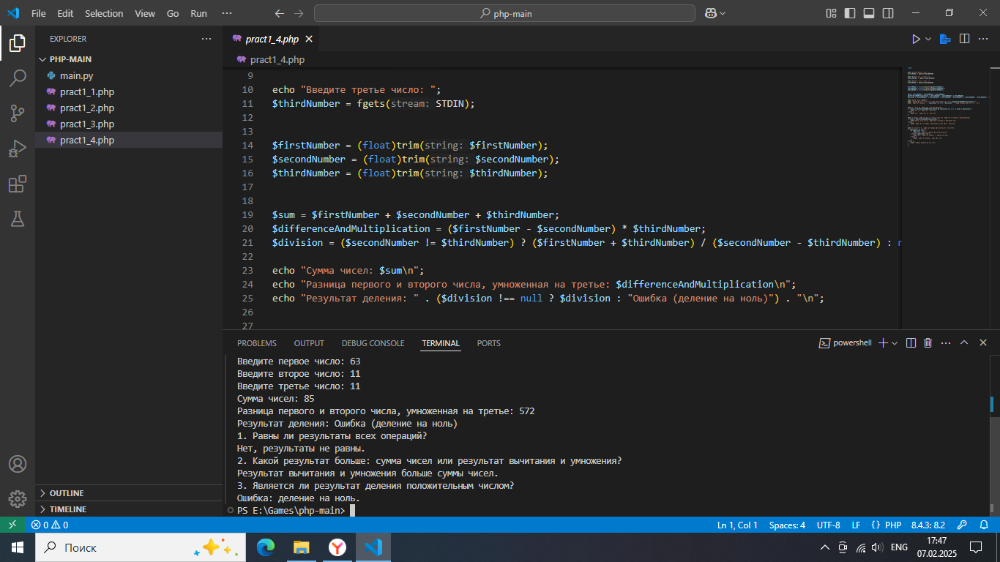 File Edit Selection View Go Run ···
php-main
EXPLORER ···
PHP-MAIN
main.py
pract1_1.php
pract1_2.php
pract1_3.php
pract1_4.php
OUTLINE
TIMELINE
pract1_4.php
pract1_4.php
9
10 echo "Введите третье число: ";
11 $thirdNumber = fgets(stream: STDIN);
12
13
14 $firstNumber = (float)trim(string: $firstNumber);
15 $secondNumber = (float)trim(string: $secondNumber);
16 $thirdNumber = (float)trim(string: $thirdNumber);
17
18
19 $sum = $firstNumber + $secondNumber + $thirdNumber;
20 $differenceAndMultiplication = ($firstNumber - $secondNumber) * $thirdNumber;
21 $division = ($secondNumber != $thirdNumber) ? ($firstNumber + $thirdNumber) / ($secondNumber - $thirdNumber) : n
22
23 echo "Сумма чисел: $sum\n";
24 echo "Разница первого и второго числа, умноженная на третье: $differenceAndMultiplication\n";
25 echo "Результат деления: " . ($division !== null ? $division : "Ошибка (деление на ноль)") . "\n";
26
27
PROBLEMS OUTPUT DEBUG CONSOLE TERMINAL PORTS powershell
Введите первое число: 63
Введите второе число: 11
Введите третье число: 11
Сумма чисел: 85
Разница первого и второго числа, умноженная на третье: 572
Результат деления: Ошибка (деление на ноль)
1. Равны ли результаты всех операций?
Нет, результаты не равны.
2. Какой результат больше: сумма чисел или результат вычитания и умножения?
Результат вычитания и умножения больше суммы чисел.
3. Является ли результат деления положительным числом?
Ошибка: деление на ноль.
PS E:\Games\php-main>
0 0 Ln 1, Col 1 Spaces: 4 UTF-8 LF {} PHP 8.4.3: 8.2
Поиск
ENG
17:47
07.02.2025